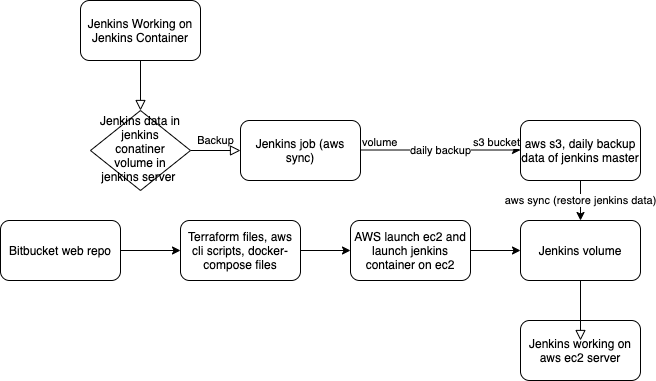 Jenkins Working on
Jenkins Container
Jenkins data in
jenkins
conatiner
volume in
jenkins server
Backup
Jenkins job (aws
sync)
volume
daily backup
s3 bucket
aws s3, daily backup
data of jenkins master
aws sync (restore jenkins data)
Bitbucket web repo
Terraform files, aws
cli scripts, docker-
compose files
AWS launch ec2 and
launch jenkins
container on ec2
Jenkins volume
Jenkins working on
aws ec2 server